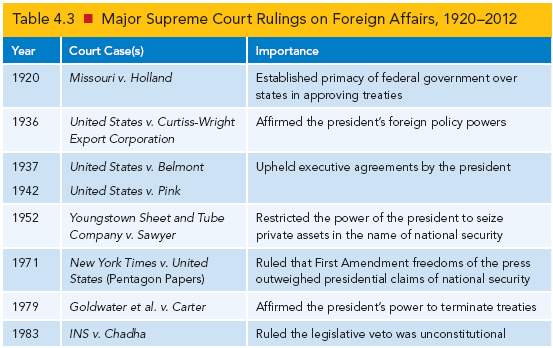 Table 4.3 ■ Major Supreme Court Rulings on Foreign Affairs, 1920–2012
Year Court Case(s) Importance
1920 Missouri v. Holland Established primacy of federal government over
states in approving treaties
1936 United States v. Curtiss-Wright Affirmed the president’s foreign policy powers
Export Corporation
1937 United States v. Belmont Upheld executive agreements by the president
1942 United States v. Pink
1952 Youngstown Sheet and Tube Restricted the power of the president to seize
Company v. Sawyer private assets in the name of national security
1971 New York Times v. United Ruled that First Amendment freedoms of the press
States (Pentagon Papers) outweighed presidential claims of national security
1979 Goldwater et al. v. Carter Affirmed the president’s power to terminate treaties
1983 INS v. Chadha Ruled the legislative veto was unconstitutional